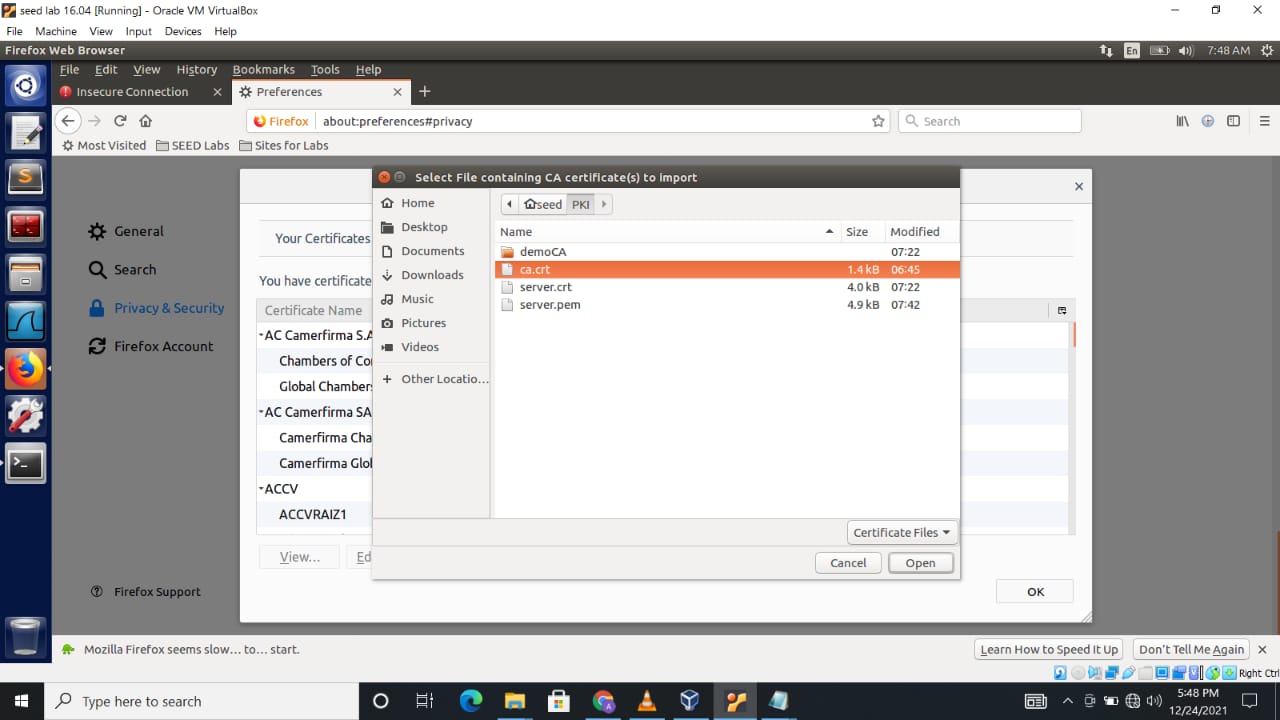 seed lab 16.04 [Running] - Oracle VM VirtualBox
File Machine View Input Devices Help
Firefox Web Browser En 7:48 AM
File Edit View History Bookmarks Tools Help
Insecure Connection Preferences
Firefox about:preferences#privacy Search
Most Visited SEED Labs Sites for Labs
Select File containing CA certificate(s) to import
Home seed PKI
Desktop Name Size Modified
Documents demoCA 07:22
Downloads ca.crt 1.4 kB 06:45
Music server.crt 4.0 kB 07:22
Pictures server.pem 4.9 kB 07:42
Videos
Other Locatio...
General
Search
Privacy & Security
Firefox Account
Your Certificates
You have certificate
Certificate Name
AC Camerfirma S.A
Chambers of Co
Global Chambers
AC Camerfirma SA
Camerfirma Cha
Camerfirma Glo
ACCV
ACCVRAIZ1
Certificate Files
View... Ed Cancel Open
Firefox Support OK
Mozilla Firefox seems slow... to... start. Learn How to Speed It Up Don't Tell Me Again
Right Ctrl
Type here to search 5:48 PM
12/24/2021